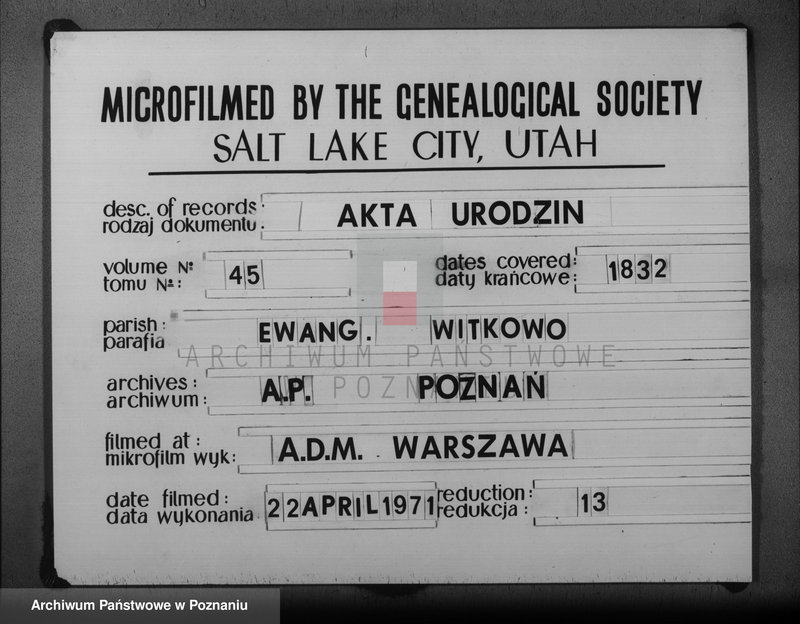 MICROFILMED BY THE GENEALOGICAL SOCIETY
SALT LAKE CITY, UTAH
desc. of records: AKTA URODZIN
rodzaj dokumentu:
volume №: 45 dates covered: 1832
tomu №: daty krańcowe:
parish: EWANG. WITKOWO
parafia
ARCHIWUM PAŃSTWOWE
W POZNANIU
archives: A.P. POZNAŃ
archiwum:
filmed at: A.D.M. WARSZAWA
mikrofilm wyk:
date filmed: 22 APRIL 1971 reduction: 13
data wykonania redukcja:
Archiwum Państwowe w Poznaniu